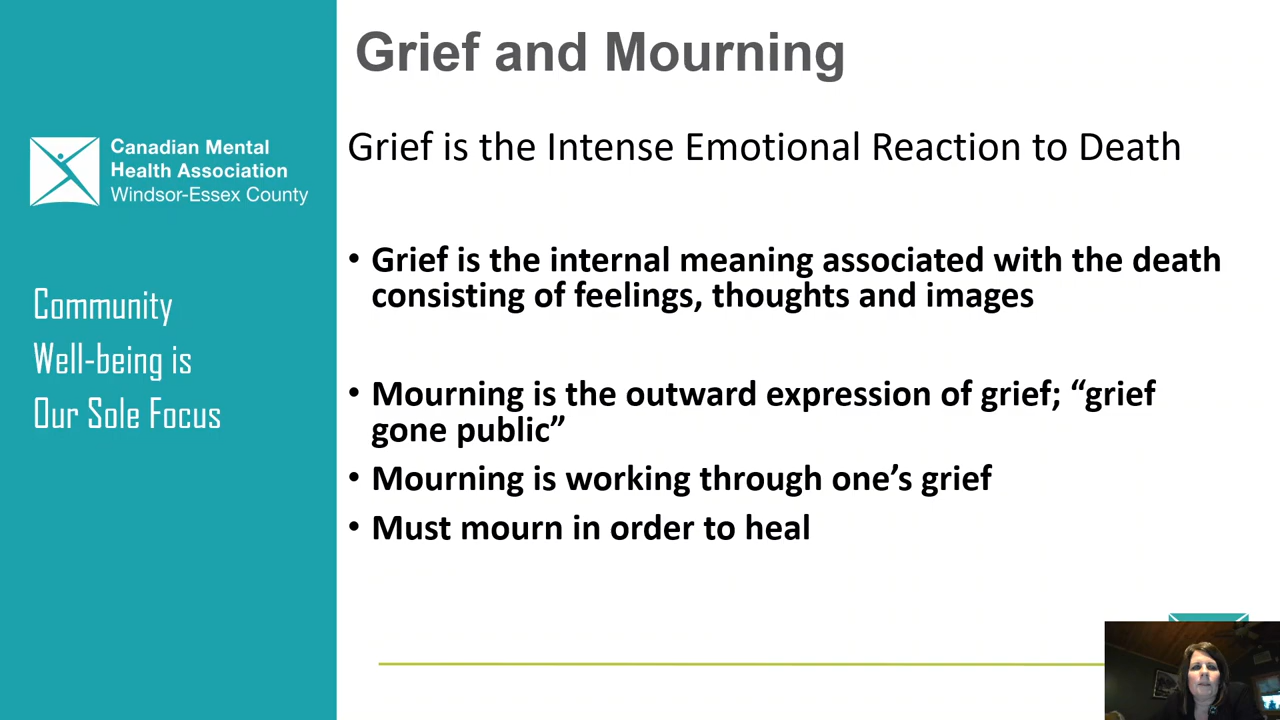 Grief and Mourning
Canadian Mental
Health Association
Windsor-Essex County
Community
Well-being is
Our Sole Focus
Grief is the Intense Emotional Reaction to Death
• Grief is the internal meaning associated with the death
consisting of feelings, thoughts and images
• Mourning is the outward expression of grief; “grief
gone public”
• Mourning is working through one’s grief
• Must mourn in order to heal